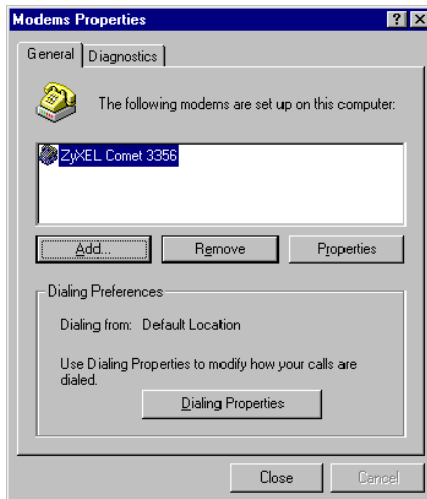 Modems Properties
General
Diagnostics
The following modems are set up on this computer:
ZyXEL Comet 3356
Add...
Remove
Properties
Dialing Preferences
Dialing from: Default Location
Use Dialing Properties to modify how your calls are
dialed.
Dialing Properties
Close
Cancel